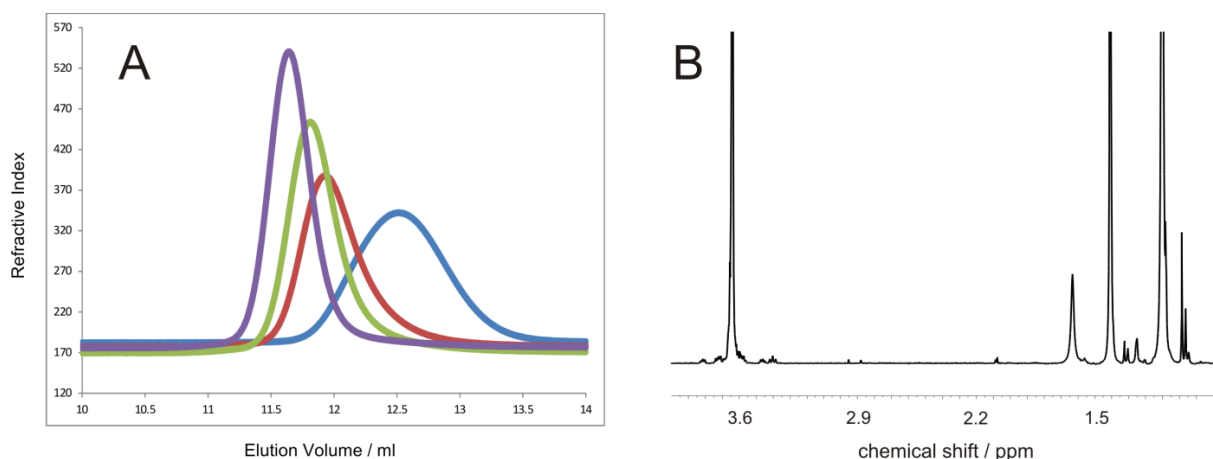 A
570
520
470
420
370
320
270
220
170
120
10 10.5 11 11.5 12 12.5 13 13.5 14
Refractive Index
Elution Volume / ml
B
3.6 2.9 2.2 1.5
chemical shift / ppm